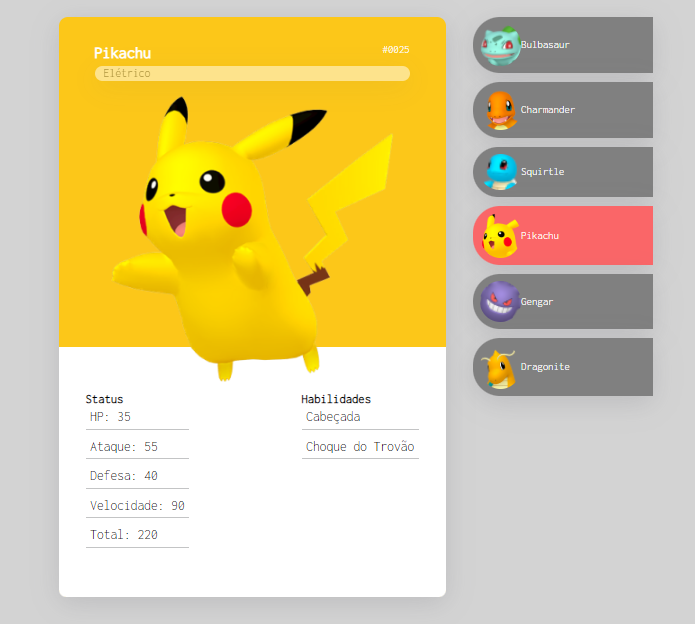 Pikachu
#0025
Elétrico
Status
HP: 35
Ataque: 55
Defesa: 40
Velocidade: 90
Total: 220
Habilidades
Cabeçada
Choque do Trovão
Bulbasaur
Charmander
Squirtle
Pikachu
Gengar
Dragonite